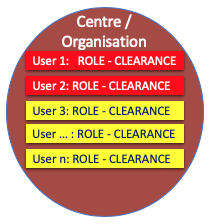 Centre /
Organisation
User 1:   ROLE - CLEARANCE
User 2: ROLE - CLEARANCE
User 3: ROLE - CLEARANCE
User ... : ROLE - CLEARANCE
User n: ROLE - CLEARANCE